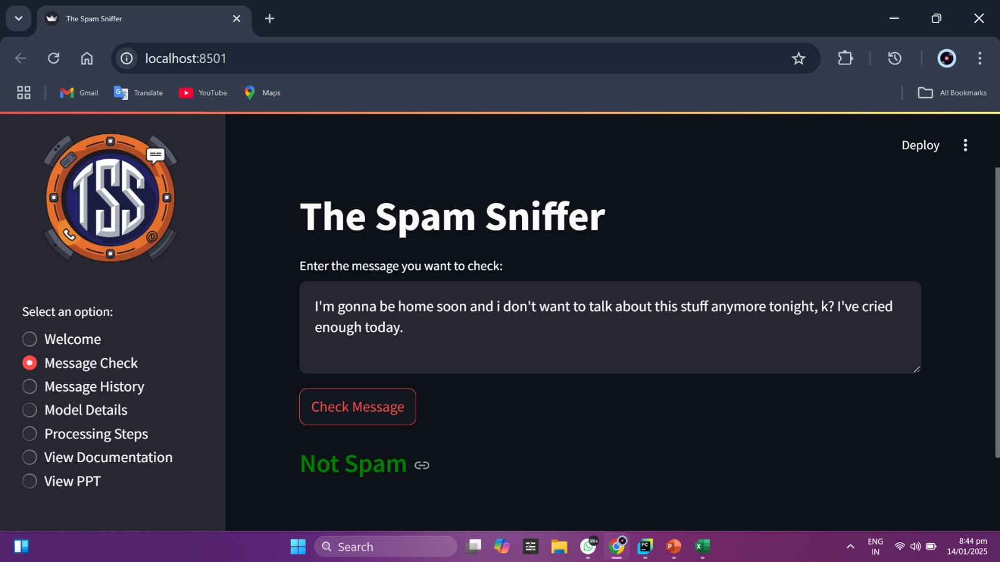 The Spam Sniffer
localhost:8501
Gmail
Translate
YouTube
Maps
All Bookmarks
TSS
Deploy
Select an option:
Welcome
Message Check
Message History
Model Details
Processing Steps
View Documentation
View PPT
The Spam Sniffer
Enter the message you want to check:
I'm gonna be home soon and i don't want to talk about this stuff anymore tonight, k? I've cried
enough today.
Check Message
Not Spam
Search
99+
ENG
IN
8:44 pm
14/01/2025